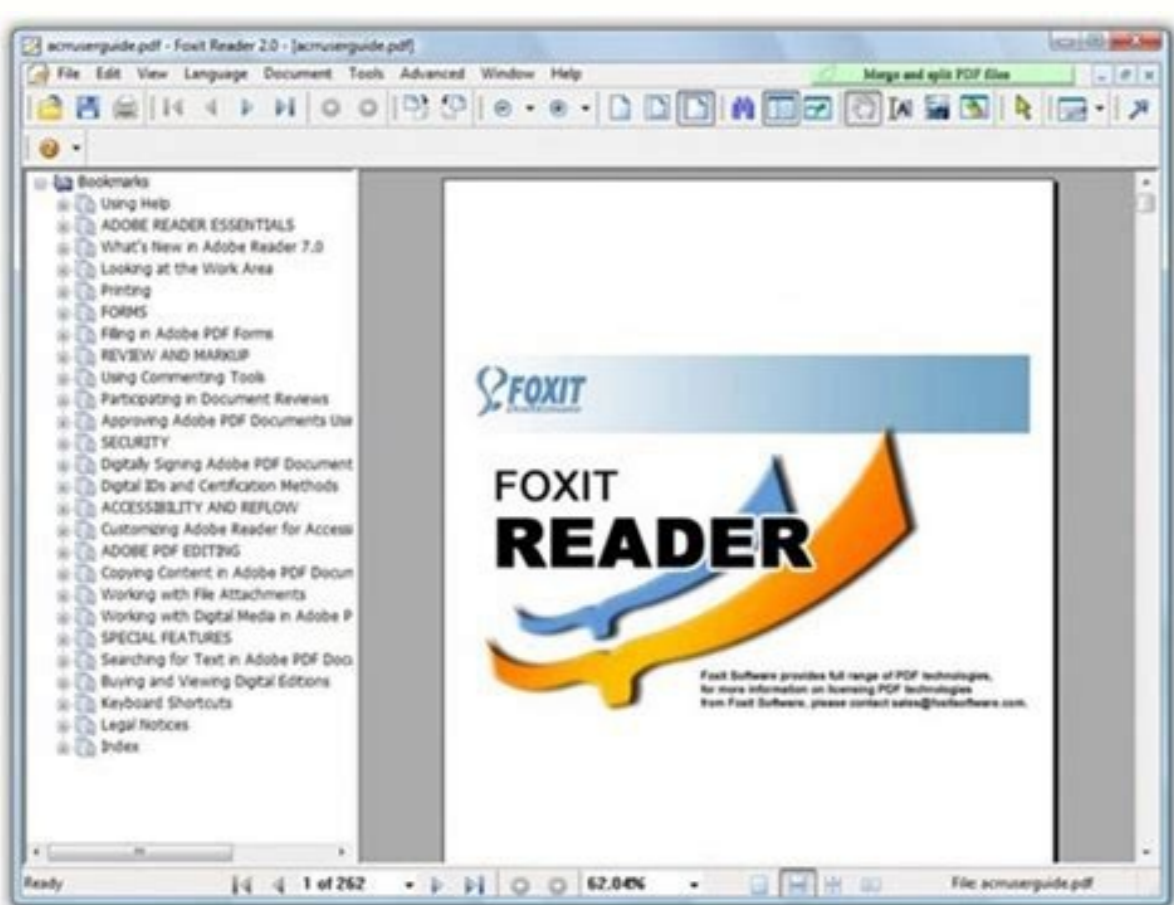 acrruserguide.pdf - Foxit Reader 2.0 - [acrruserguide.pdf]
File Edit View Language Document Tools Advanced Window Help
Merge and split PDF files
Bookmarks
Using Help
ADOBE READER ESSENTIALS
What's New in Adobe Reader 7.0
Looking at the Work Area
Printing
FORMS
Filling in Adobe PDF Forms
REVIEW AND MARKUP
Using Commenting Tools
Participating in Document Reviews
Approving Adobe PDF Documents Use
SECURITY
Digitally Signing Adobe PDF Document
Digital IDs and Certification Methods
ACCESSIBILITY AND REFLOW
Customizing Adobe Reader for Accessi
ADOBE PDF EDITING
Copying Content in Adobe PDF Docum
Working with File Attachments
Working with Digital Media in Adobe P
SPECIAL FEATURES
Searching for Text in Adobe PDF Docu
Buying and Viewing Digital Editions
Keyboard Shortcuts
Legal Notices
Index
FOXIT
FOXIT
READER
Foxit Software provides full range of PDF technologies,
for more information on licensing PDF technologies
from Foxit Software, please contact sales@foxitsoftware.com.
Ready
1 of 262
62.04%
File: acrruserguide.pdf